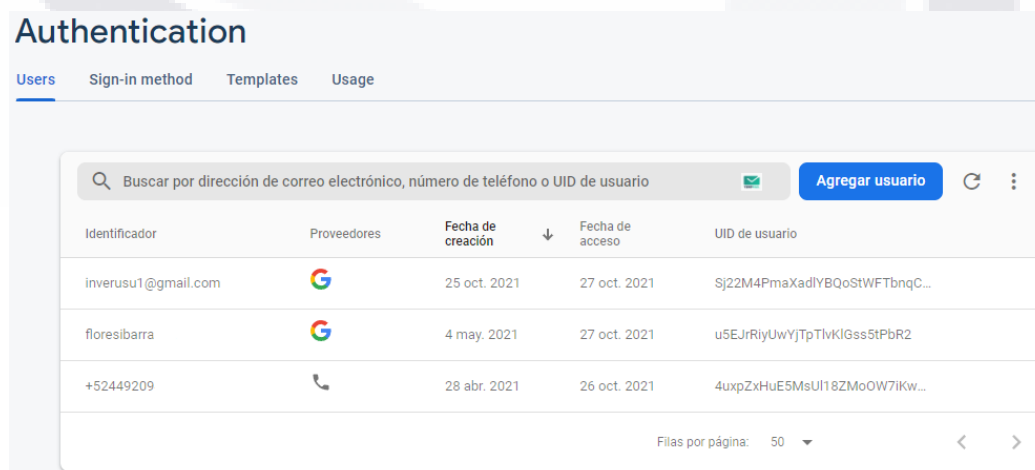 Authentication
Users Sign-in method Templates Usage
Buscar por dirección de correo electrónico, número de teléfono o UID de usuario Agregar usuario
Identificador Proveedores Fecha de creación Fecha de acceso UID de usuario
inverusu1@gmail.com 25 oct. 2021 27 oct. 2021 Sj22M4PmaXadlYBQoStWFTbnqC...
floresibarra 4 may. 2021 27 oct. 2021 u5EJrRiyUwYjTpTlvKlGss5tPbR2
+52449209 28 abr. 2021 26 oct. 2021 4uxpZxHuE5MsUl18ZMoOW7iKw...
Filas por página: 50